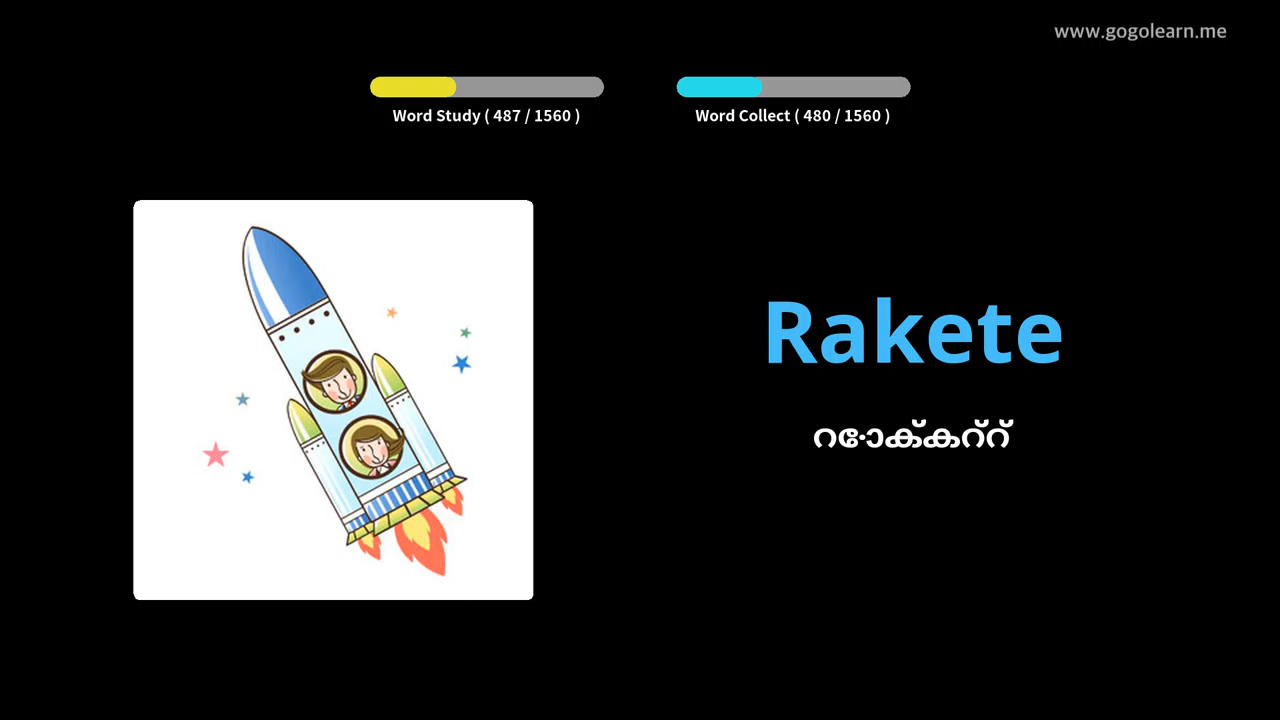 www.gogolearn.me
Word Study ( 487 / 1560 )
Word Collect ( 480 / 1560 )
Rakete
റോക്കറ്റ്